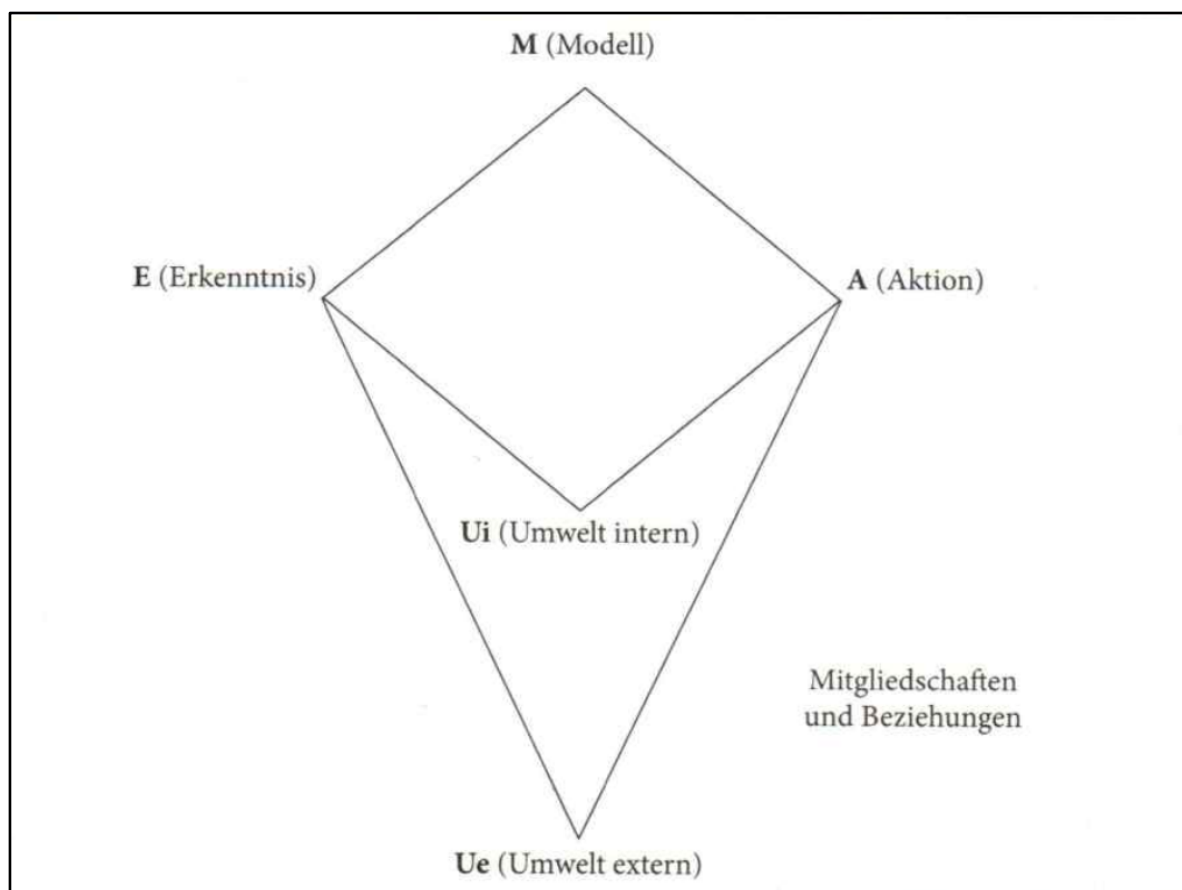 M (Modell)
E (Erkenntnis)
A (Aktion)
Ui (Umwelt intern)
Mitgliedschaften
und Beziehungen
Ue (Umwelt extern)